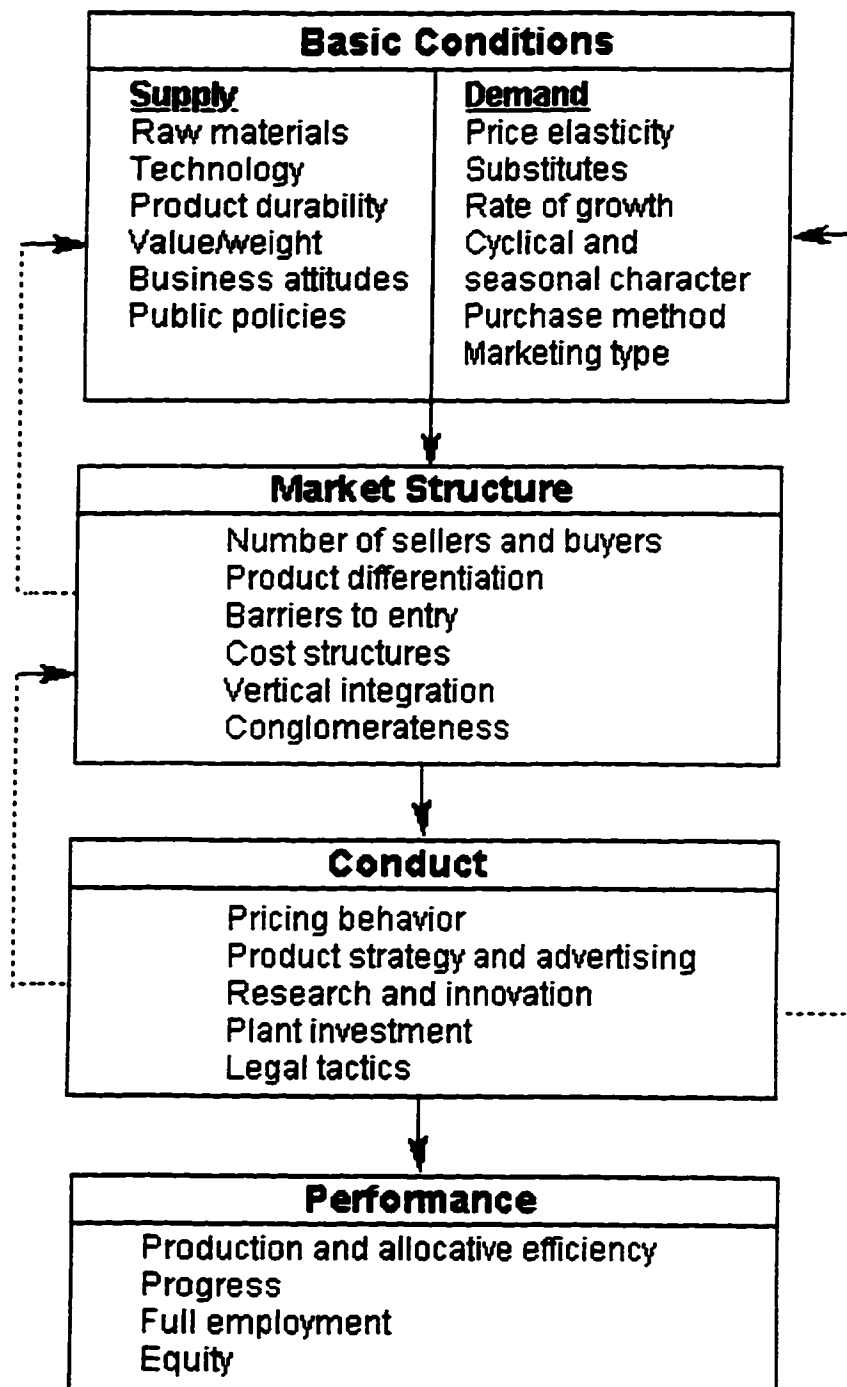 Basic Conditions
Supply
Raw materials
Technology
Product durability
Value/weight
Business attitudes
Public policies
Demand
Price elasticity
Substitutes
Rate of growth
Cyclical and
seasonal character
Purchase method
Marketing type
Market Structure
Number of sellers and buyers
Product differentiation
Barriers to entry
Cost structures
Vertical integration
Conglomerateness
Conduct
Pricing behavior
Product strategy and advertising
Research and innovation
Plant investment
Legal tactics
Performance
Production and allocative efficiency
Progress
Full employment
Equity